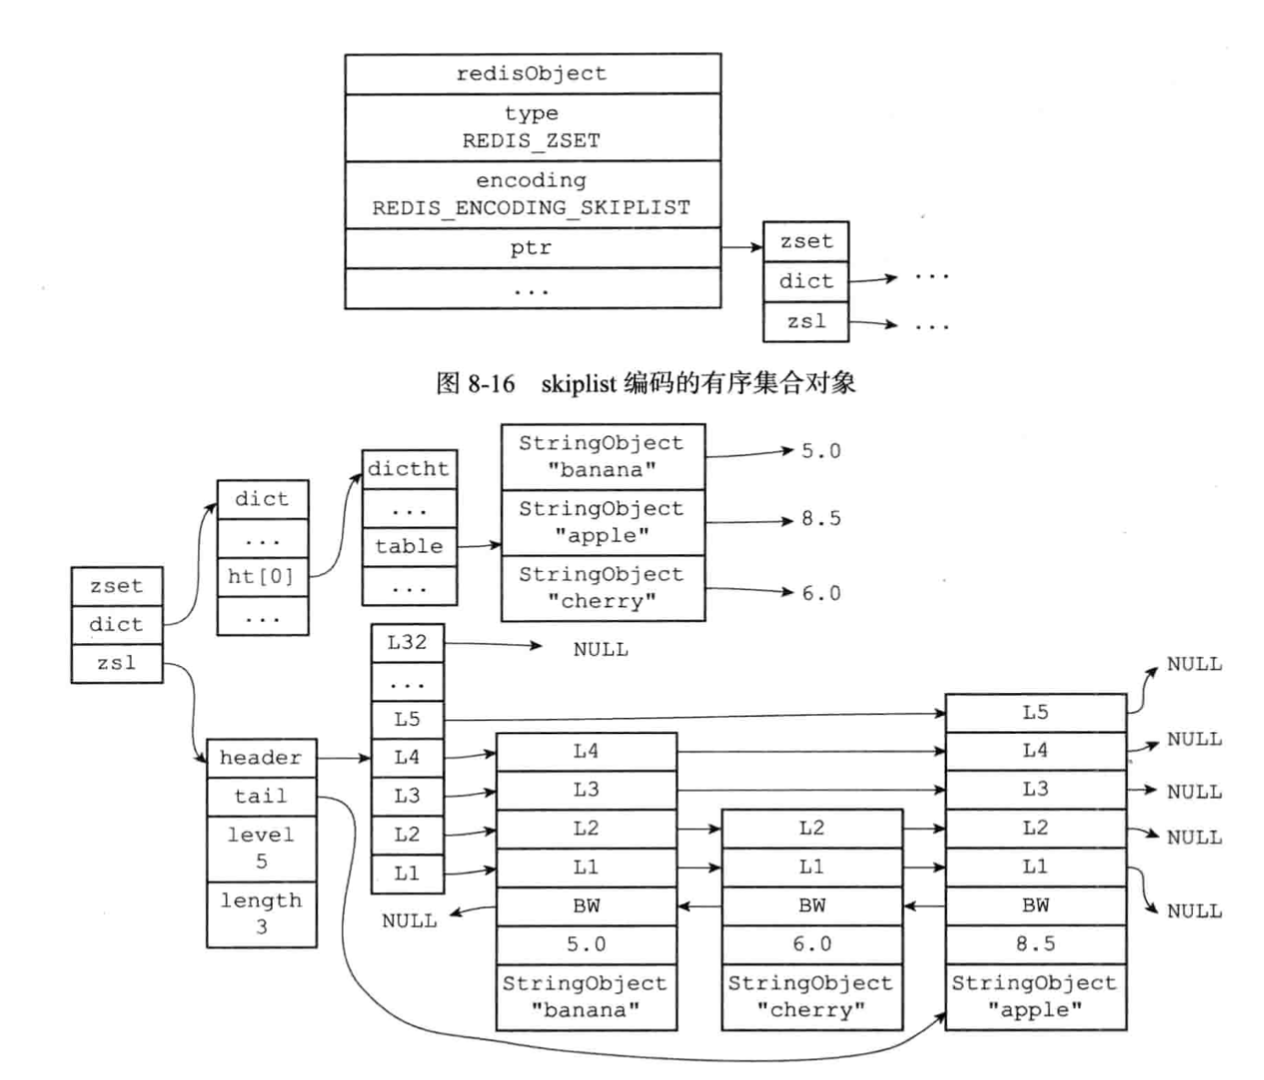 redisObject
type
REDIS_ZSET
encoding
REDIS_ENCODING_SKIPLIST
ptr
...
zset
dict
...
zsl
...
图 8-16 skiplist 编码的有序集合对象
StringObject
"banana"
5.0
StringObject
"apple"
8.5
StringObject
"cherry"
6.0
dictht
...
table
...
dict
...
ht[0]
...
zset
dict
zsl
L32
NULL
...
L5
L4
L3
L2
L1
NULL
header
tail
level
5
length
3
L4
L3
L2
L1
BW
5.0
StringObject
"banana"
L2
L1
BW
6.0
StringObject
"cherry"
L5
L4
L3
L2
L1
BW
8.5
StringObject
"apple"
NULL
NULL
NULL
NULL
NULL